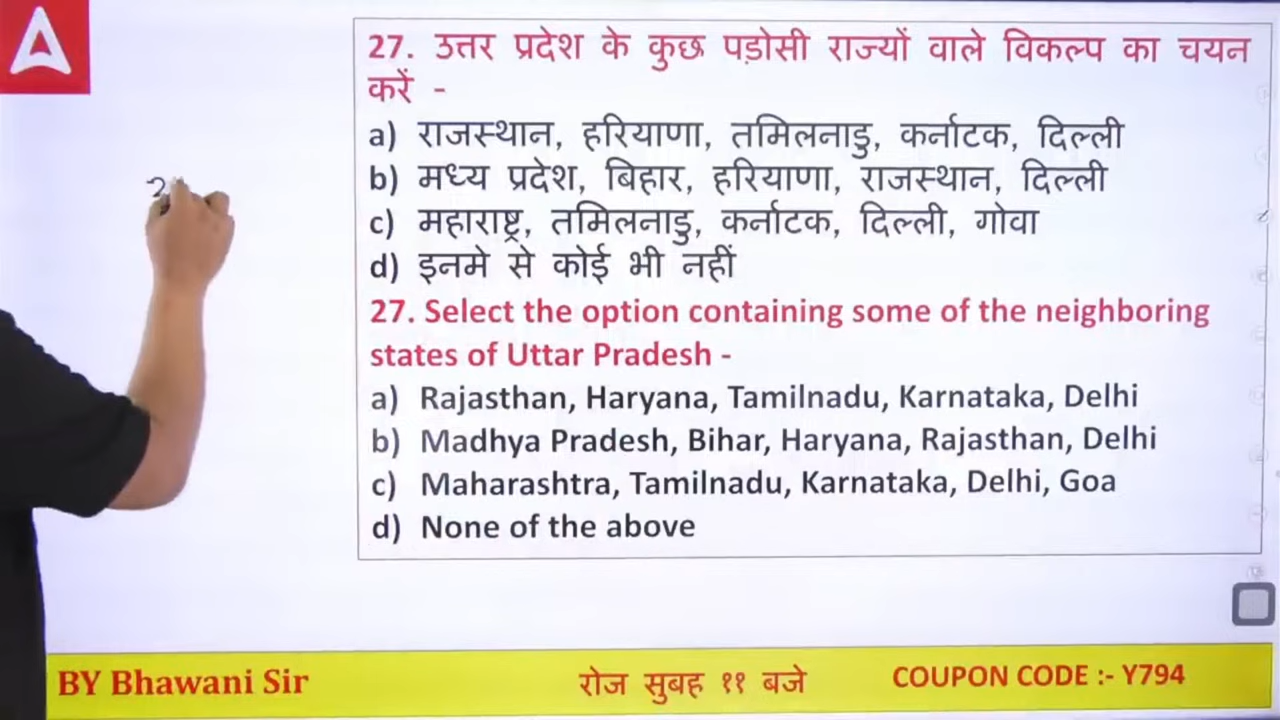 27. उत्तर प्रदेश के कुछ पड़ोसी राज्यों वाले विकल्प का चयन
करें -
a) राजस्थान, हरियाणा, तमिलनाडु, कर्नाटक, दिल्ली
b) मध्य प्रदेश, बिहार, हरियाणा, राजस्थान, दिल्ली
c) महाराष्ट्र, तमिलनाडु, कर्नाटक, दिल्ली, गोवा
d) इनमे से कोई भी नहीं
27. Select the option containing some of the neighboring
states of Uttar Pradesh -
a) Rajasthan, Haryana, Tamilnadu, Karnataka, Delhi
b) Madhya Pradesh, Bihar, Haryana, Rajasthan, Delhi
c) Maharashtra, Tamilnadu, Karnataka, Delhi, Goa
d) None of the above
BY Bhawani Sir
रोज सुबह ११ बजे
COUPON CODE :- Y794